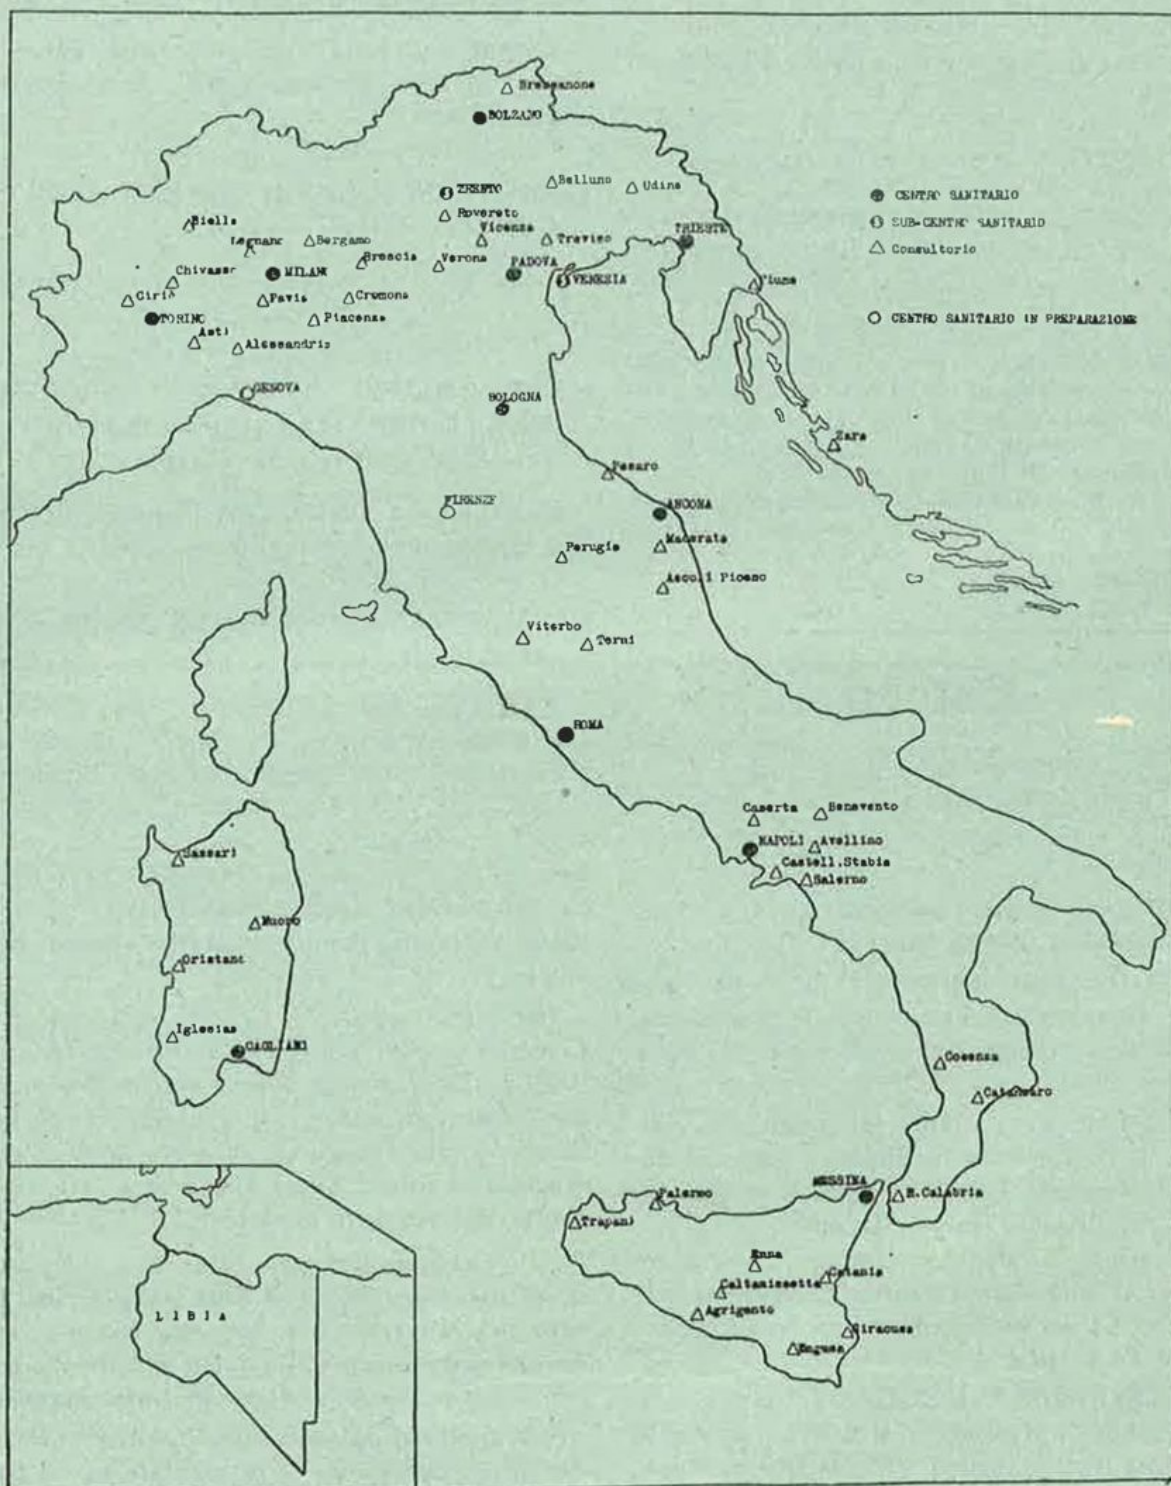 Bressanone
BOLZANO
TRENTO
Belluno
Udine
Rovereto
Biella
Vicenza
Treviso
TRIESTE
Legnano
Bergamo
Brescia
Verona
PADOVA
VENEZIA
Fiume
Chivasso
MILANO
Ciriè
Pavia
Cremona
TORINO
Piacenza
Asti
Alessandria
GENOVA
BOLOGNA
Zara
Pesaro
FIRENZE
ANCONA
Macerata
Perugia
Ascoli Piceno
Viterbo
Terni
ROMA
CENTRO SANITARIO
SUB-CENTRO SANITARIO
Consultorio
CENTRO SANITARIO IN PREPARAZIONE
Caserta
Benevento
NAPOLI
Avellino
Castell.Stabia
Salerno
Sassari
Nuoro
Oristano
Iglesias
CAGLIARI
Cosenza
Catanzaro
MESSINA
R.Calabria
Palermo
Trapani
Enna
Catania
Caltanissetta
Agrigento
Siracusa
Ragusa
LIBIA